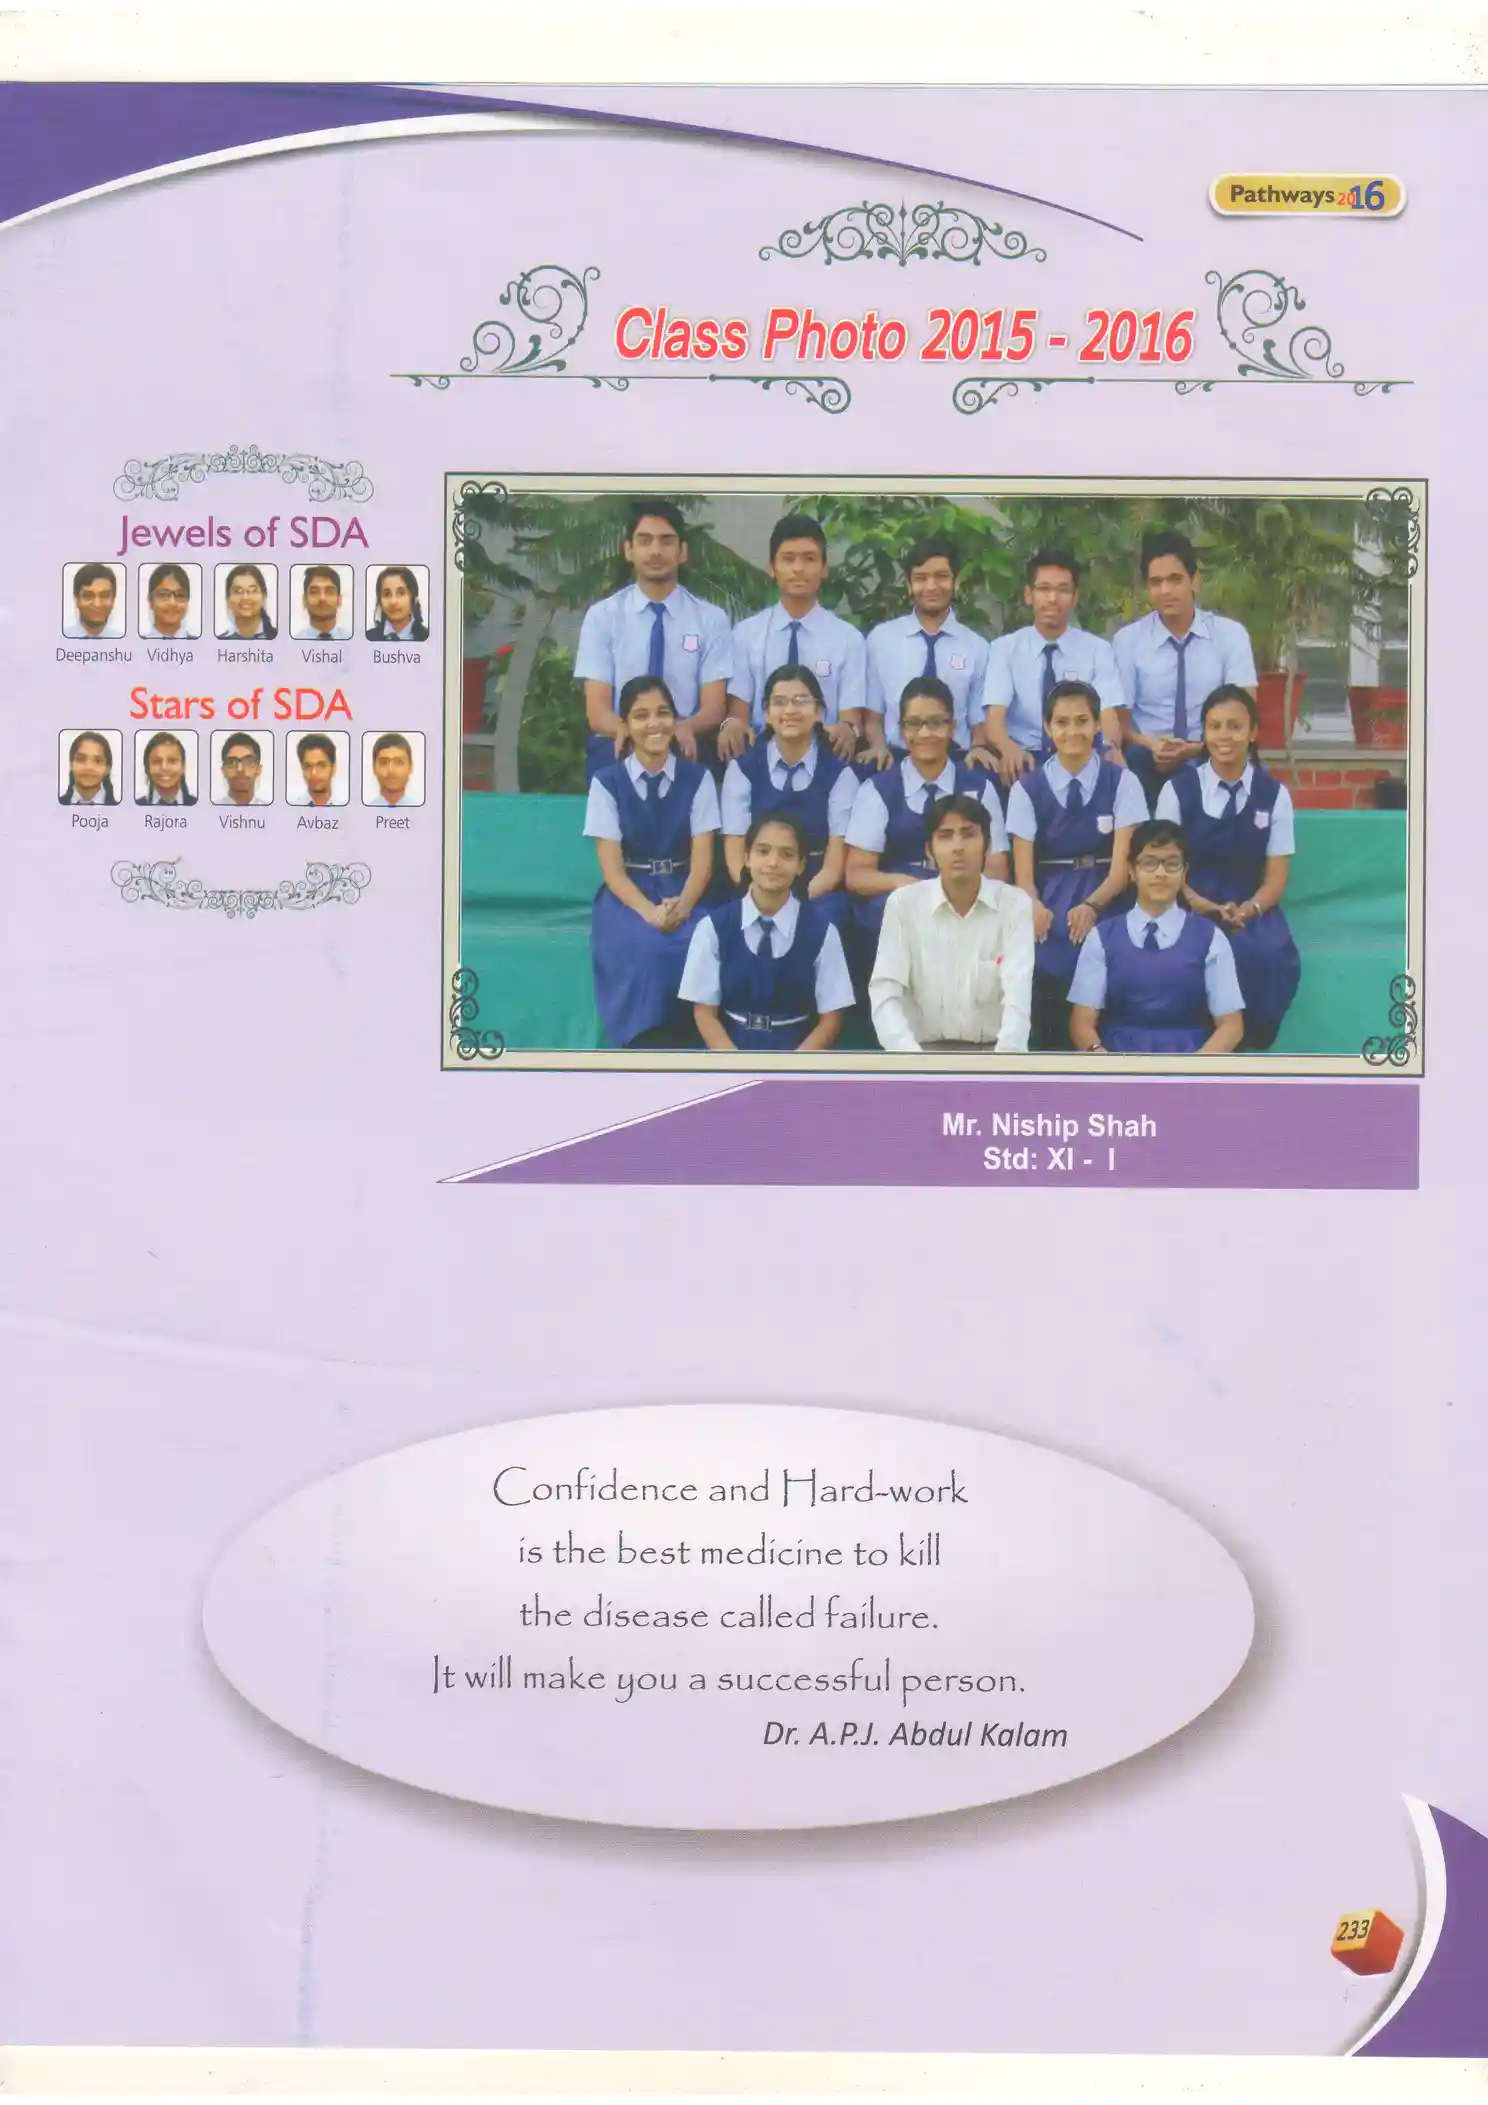 Pathways 2016
Class Photo 2015 - 2016
Jewels of SDA
Deepanshu Vidhya Harshita Vishal Bushva
Stars of SDA
Pooja Rajora Vishnu Avbaz Preet
Mr. Niship Shah
Std: XI - I
Confidence and Hard-work
is the best medicine to kill
the disease called failure.
It will make you a successful person.
Dr. A.P.J. Abdul Kalam
233